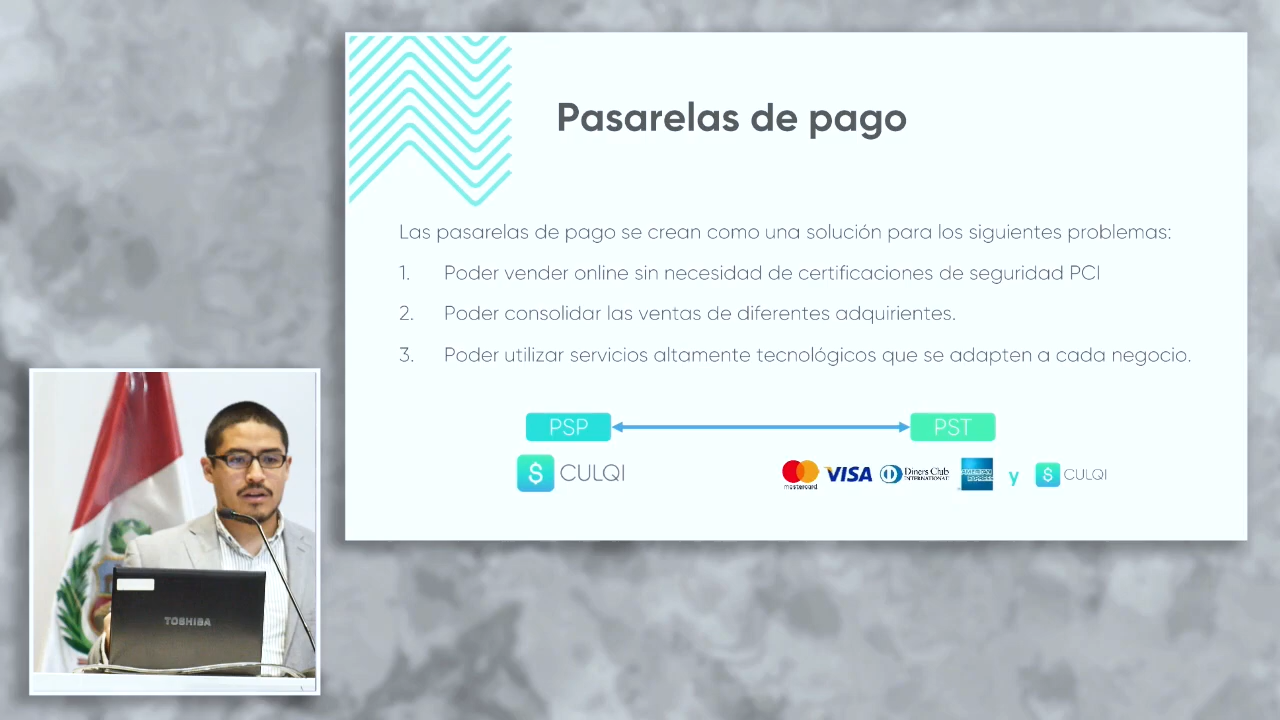 Pasarelas de pago
Las pasarelas de pago se crean como una solución para los siguientes problemas:
1. Poder vender online sin necesidad de certificaciones de seguridad PCI
2. Poder consolidar las ventas de diferentes adquirientes.
3. Poder utilizar servicios altamente tecnológicos que se adapten a cada negocio.
PSP PST
$ CULQI
mastercard VISA Diners Club INTERNATIONAL AMERICAN EXPRESS y $ CULQI
TOSHIBA